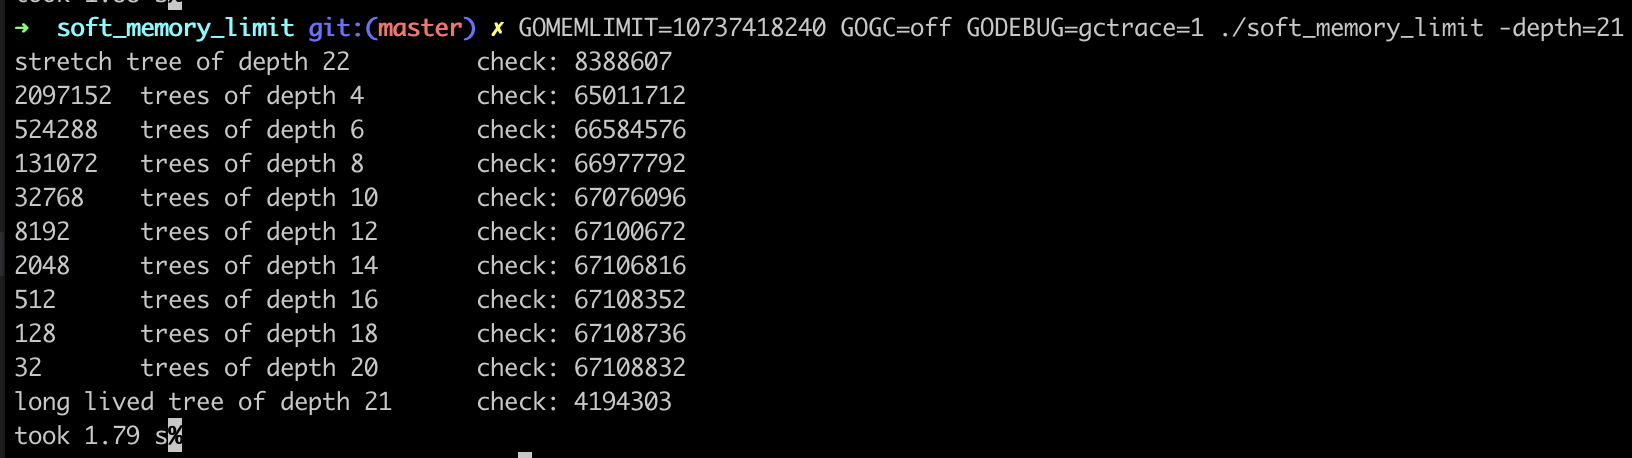 took 1.88 s%
➜  soft_memory_limit git:(master) ✗ GOMEMLIMIT=10737418240 GOGC=off GODEBUG=gctrace=1 ./soft_memory_limit -depth=21
stretch tree of depth 22         check: 8388607
2097152  trees of depth 4        check: 65011712
524288   trees of depth 6        check: 66584576
131072   trees of depth 8        check: 66977792
32768    trees of depth 10       check: 67076096
8192     trees of depth 12       check: 67100672
2048     trees of depth 14       check: 67106816
512      trees of depth 16       check: 67108352
128      trees of depth 18       check: 67108736
32       trees of depth 20       check: 67108832
long lived tree of depth 21      check: 4194303
took 1.79 s%